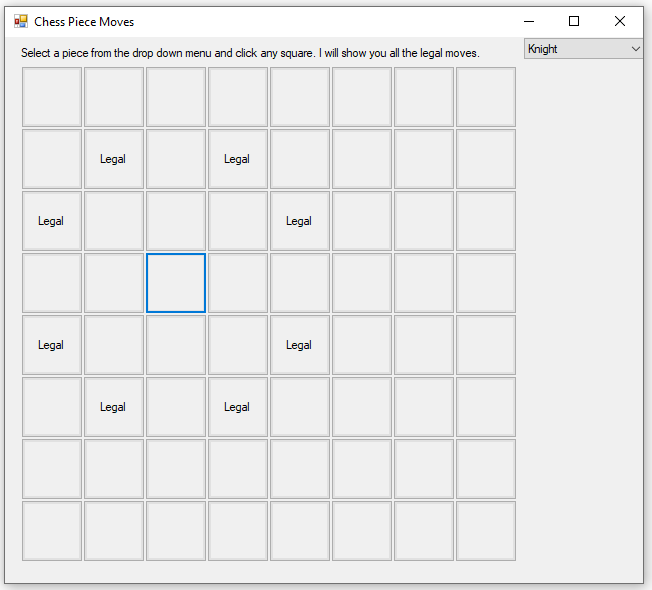 Chess Piece Moves
Select a piece from the drop down menu and click any square. I will show you all the legal moves.
Knight
Legal Legal
Legal Legal
Legal Legal
Legal Legal